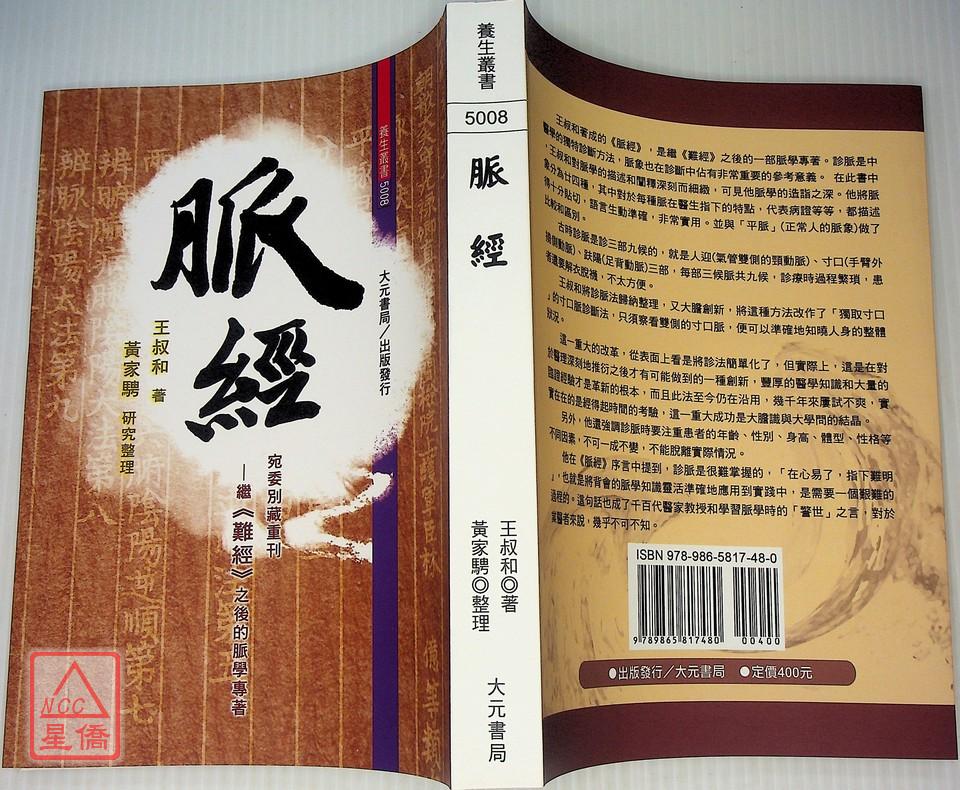 養生叢書5008
脈
經
大元書局/出版發行
王叔和 著
黃家騁 研究整理
宛委別藏重刊
—繼《難經》之後的脈學專著
辨脉陰陽大法第九
陽逆順第七
NCC
星僑
養生叢書
5008
脈
經
王叔和◎著
黃家騁◎整理
大元書局
王叔和著成的《脈經》，是繼《難經》之後的一部脈學專著。診脈是中
醫學的獨特診斷方法，脈象也在診斷中佔有非常重要的參考意義。在此書中
，王叔和對脈學的描述和闡釋深刻而細緻，可見他脈學的造詣之深。他將脈
象分為廿四種，其中對於每種脈在醫生指下的特點，代表病證等等，都描述
得十分貼切，語言生動準確，非常實用。並與「平脈」(正常人的脈象)做了
比較和區別。
古時診脈是診三部九候的，就是人迎(氣管雙側的頸動脈)、寸口(手臂外
橈側動脈)、趺陽(足背動脈)三部，每部三候脈共九候，診療時過程繁瑣，患
者還要解衣脫襪，不太方便。
王叔和將診脈法歸納整理，又大膽創新，將這種方法改作了「獨取寸口
」的寸口脈診斷法，只須察看雙側的寸口脈，便可以準確地知曉人身的整體
狀況。
這一重大的改革，從表面上看是將診法簡單化了，但實際上，這是在對
於醫理深刻地推衍之後才有可能做到的一種創新，豐厚的醫學知識和大量的
臨證經驗才是革新的根本，而且此法至今仍在沿用，幾千年來屢試不爽，實
實在在的是經得起時間的考驗，這一重大成功是大膽識與大學問的結晶。
另外，他還強調診脈時要注重患者的年齡、性別、身高、體型、性格等
不同因素，不可一成不變，不能脫離實際情況。
他在《脈經》序言中提到，診脈是很難掌握的，「在心易了，指下難明
」，也就是將背會的脈學知識靈活準確地應用到實踐中，是需要一個艱難的
過程的。這句話也成了千百代醫家教授和學習脈學時的「警世」之言，對於
業醫者來說，幾乎不可不知。
ISBN 978-986-5817-48-0
9 789865 817480
00400
●出版發行/大元書局 ●定價400元